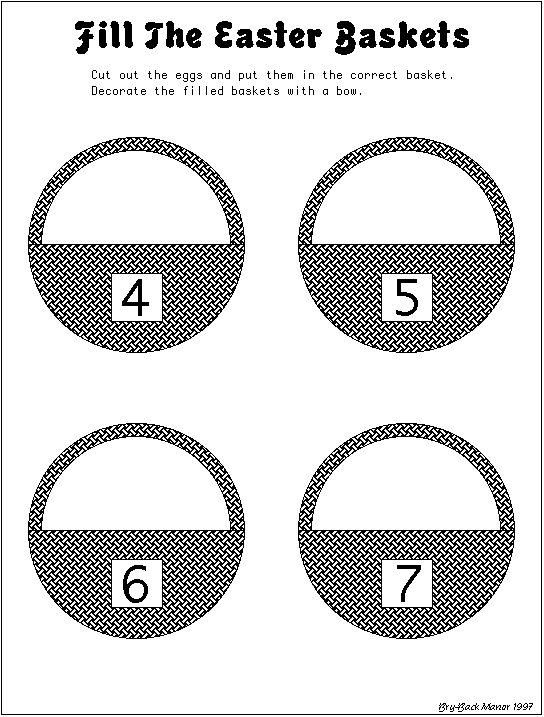 Fill The Easter Baskets
Cut out the eggs and put them in the correct basket.
Decorate the filled baskets with a bow.
4
5
6
7
Bry-Back Manor 1997